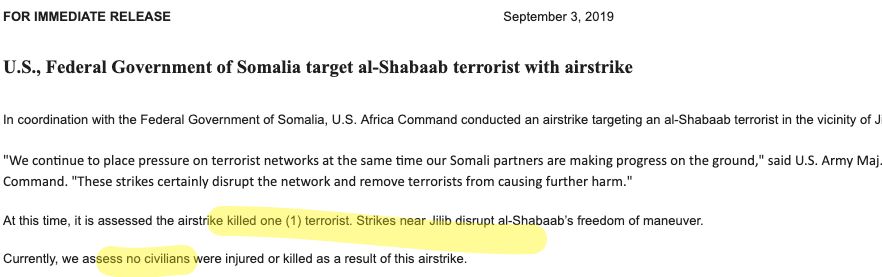 FOR IMMEDIATE RELEASE September 3, 2019
U.S., Federal Government of Somalia target al-Shabaab terrorist with airstrike
In coordination with the Federal Government of Somalia, U.S. Africa Command conducted an airstrike targeting an al-Shabaab terrorist in the vicinity of
"We continue to place pressure on terrorist networks at the same time our Somali partners are making progress on the ground," said U.S. Army Maj.
Command. "These strikes certainly disrupt the network and remove terrorists from causing further harm."
At this time, it is assessed the airstrike killed one (1) terrorist. Strikes near Jilib disrupt al-Shabaab's freedom of maneuver.
Currently, we assess no civilians were injured or killed as a result of this airstrike.